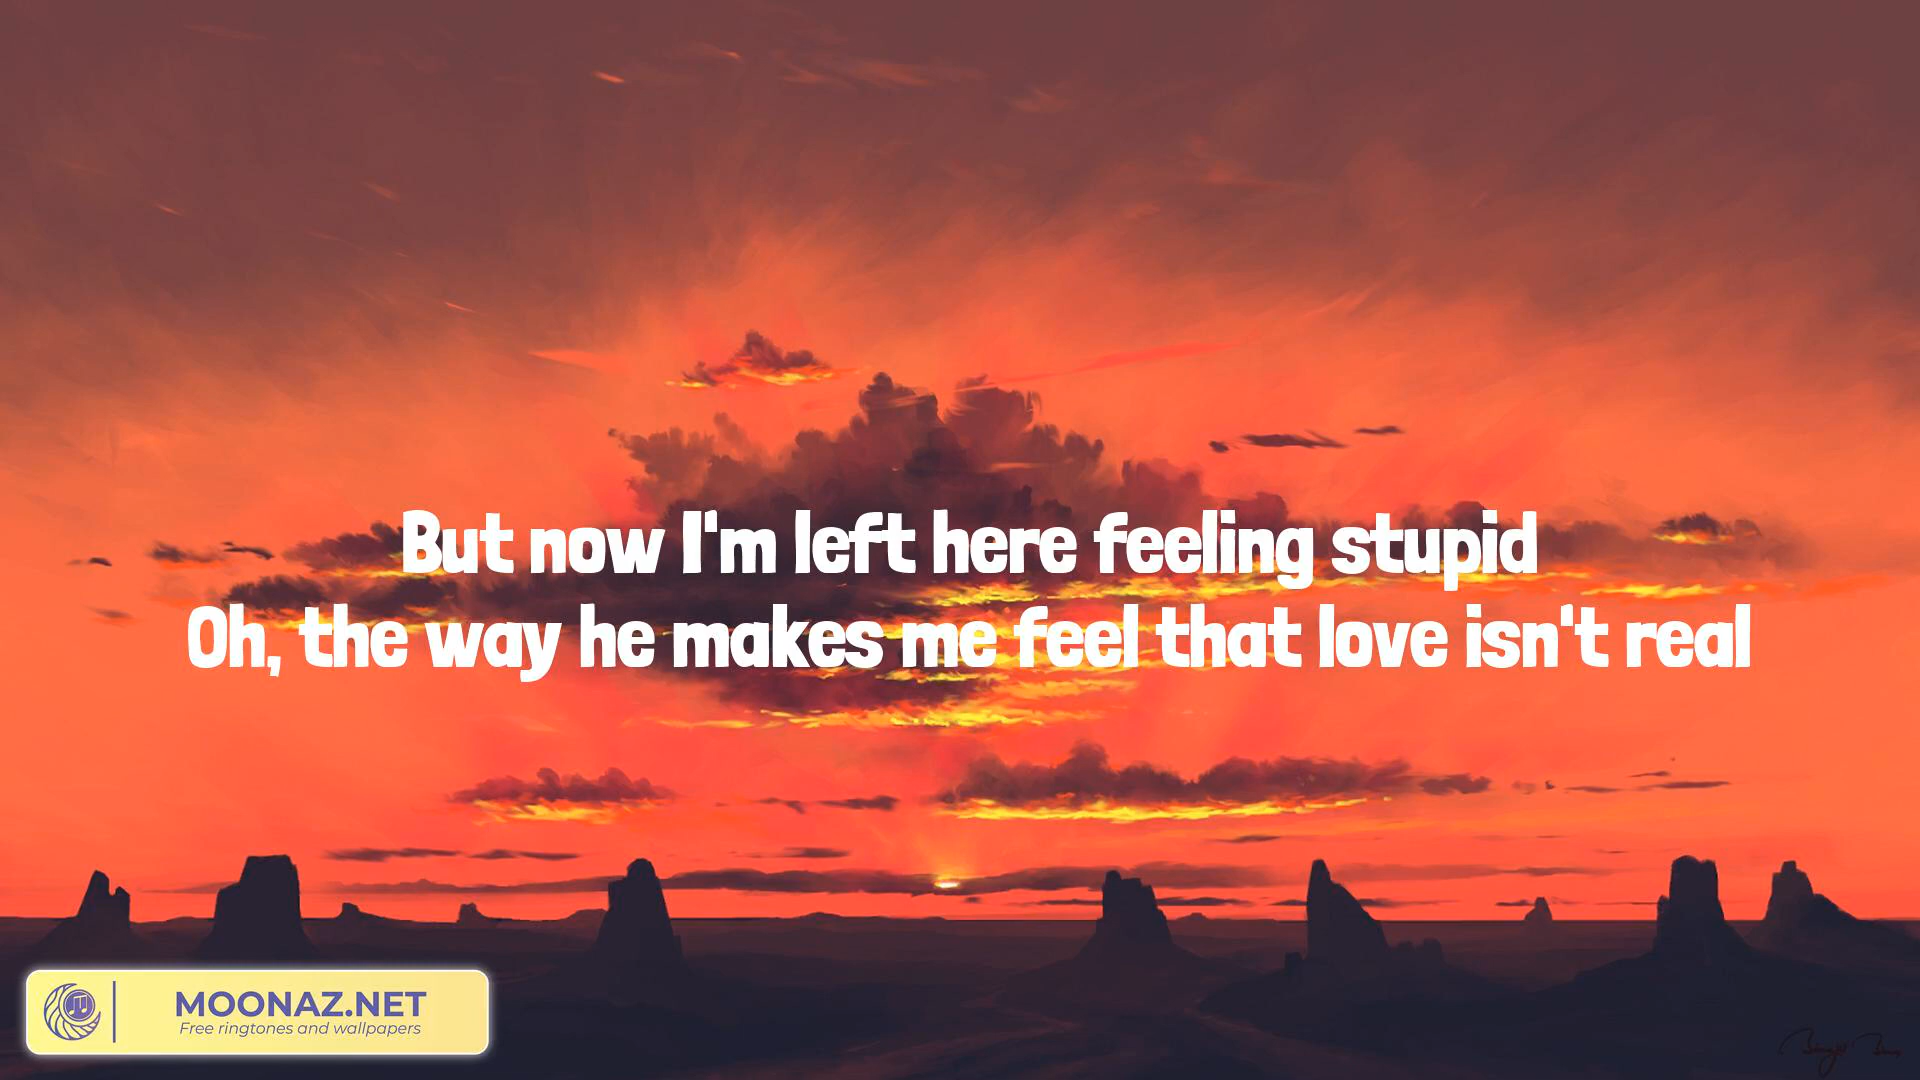 But now I'm left here feeling stupid
Oh, the way he makes me feel that love isn't real
MOONAZ.NET
Free ringtones and wallpapers